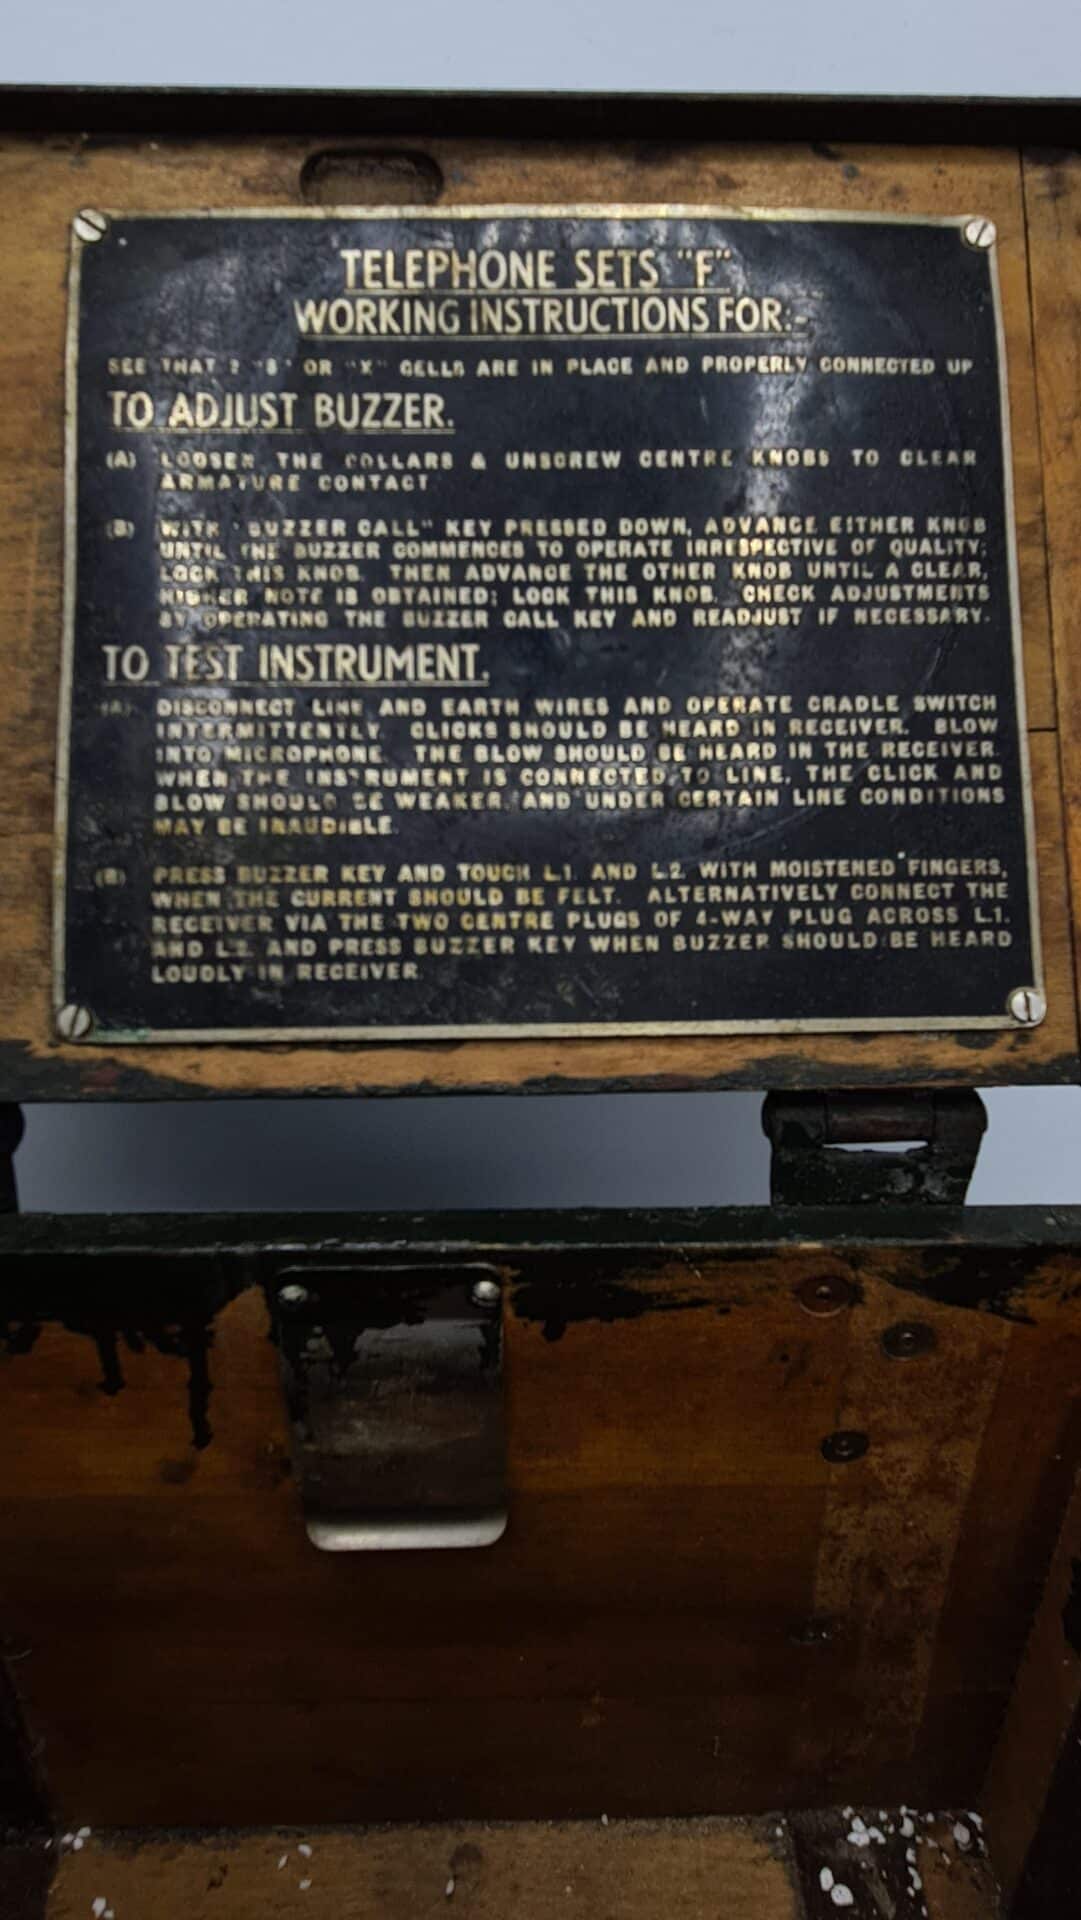 TELEPHONE SETS "F"
WORKING INSTRUCTIONS FOR:-
SEE THAT 2 "S" OR "X" CELLS ARE IN PLACE AND PROPERLY CONNECTED UP
TO ADJUST BUZZER.
(A) LOOSEN THE COLLARS & UNSCREW CENTRE KNOBS TO CLEAR
ARMATURE CONTACT
(B) WITH "BUZZER CALL" KEY PRESSED DOWN, ADVANCE EITHER KNOB
UNTIL THE BUZZER COMMENCES TO OPERATE IRRESPECTIVE OF QUALITY;
LOCK THIS KNOB. THEN ADVANCE THE OTHER KNOB UNTIL A CLEAR,
HIGHER NOTE IS OBTAINED; LOCK THIS KNOB. CHECK ADJUSTMENTS
BY OPERATING THE BUZZER CALL KEY AND READJUST IF NECESSARY.
TO TEST INSTRUMENT.
(A) DISCONNECT LINE AND EARTH WIRES AND OPERATE CRADLE SWITCH
INTERMITTENTLY. CLICKS SHOULD BE HEARD IN RECEIVER. BLOW
INTO MICROPHONE. THE BLOW SHOULD BE HEARD IN THE RECEIVER.
WHEN THE INSTRUMENT IS CONNECTED TO LINE, THE CLICK AND
BLOW SHOULD BE WEAKER, AND UNDER CERTAIN LINE CONDITIONS
MAY BE INAUDIBLE.
(B) PRESS BUZZER KEY AND TOUCH L.1. AND L.2. WITH MOISTENED FINGERS,
WHEN THE CURRENT SHOULD BE FELT. ALTERNATIVELY CONNECT THE
RECEIVER VIA THE TWO CENTRE PLUGS OF 4-WAY PLUG ACROSS L.1.
AND L.2. AND PRESS BUZZER KEY WHEN BUZZER SHOULD BE HEARD
LOUDLY IN RECEIVER.